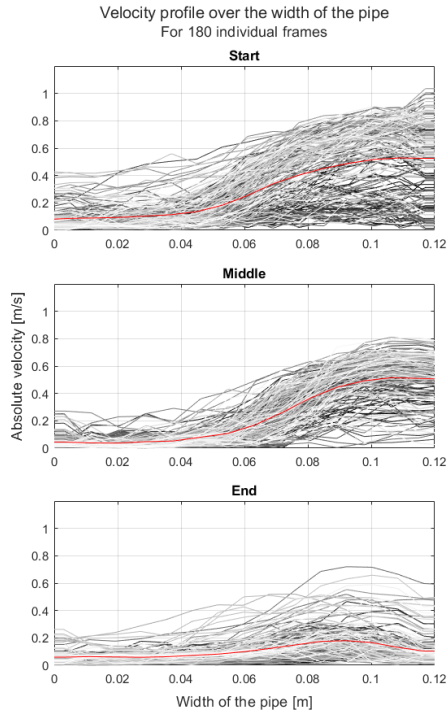 Velocity profile over the width of the pipe
For 180 individual frames
Start
1
0.8
0.6
0.4
0.2
0
0 0.02 0.04 0.06 0.08 0.1 0.12
Middle
Absolute velocity [m/s]
1
0.8
0.6
0.4
0.2
0
0 0.02 0.04 0.06 0.08 0.1 0.12
End
1
0.8
0.6
0.4
0.2
0
0 0.02 0.04 0.06 0.08 0.1 0.12
Width of the pipe [m]